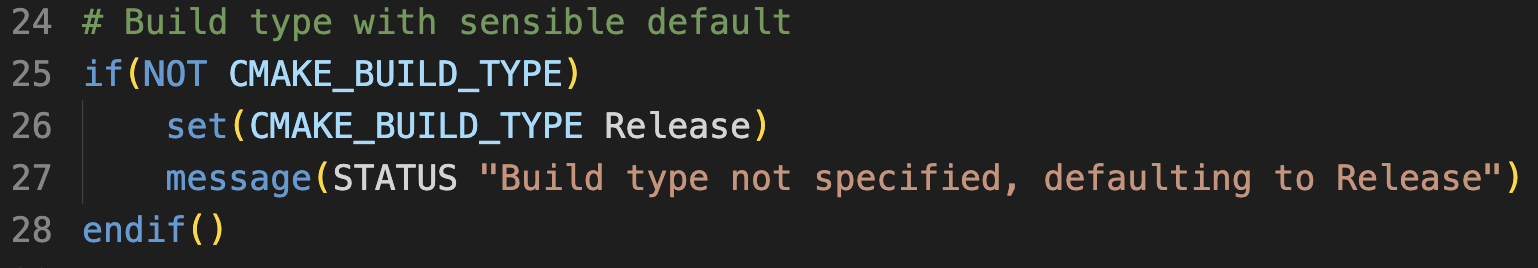 24 # Build type with sensible default
25 if(NOT CMAKE_BUILD_TYPE)
26     set(CMAKE_BUILD_TYPE Release)
27     message(STATUS "Build type not specified, defaulting to Release")
28 endif()